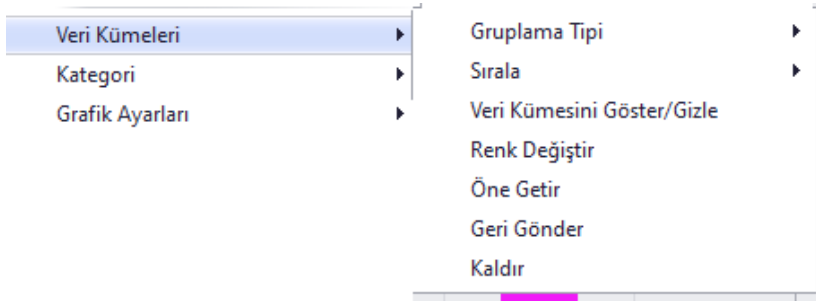 Veri Kümeleri
Kategori
Grafik Ayarları
Gruplama Tipi
Sırala
Veri Kümesini Göster/Gizle
Renk Değiştir
Öne Getir
Geri Gönder
Kaldır